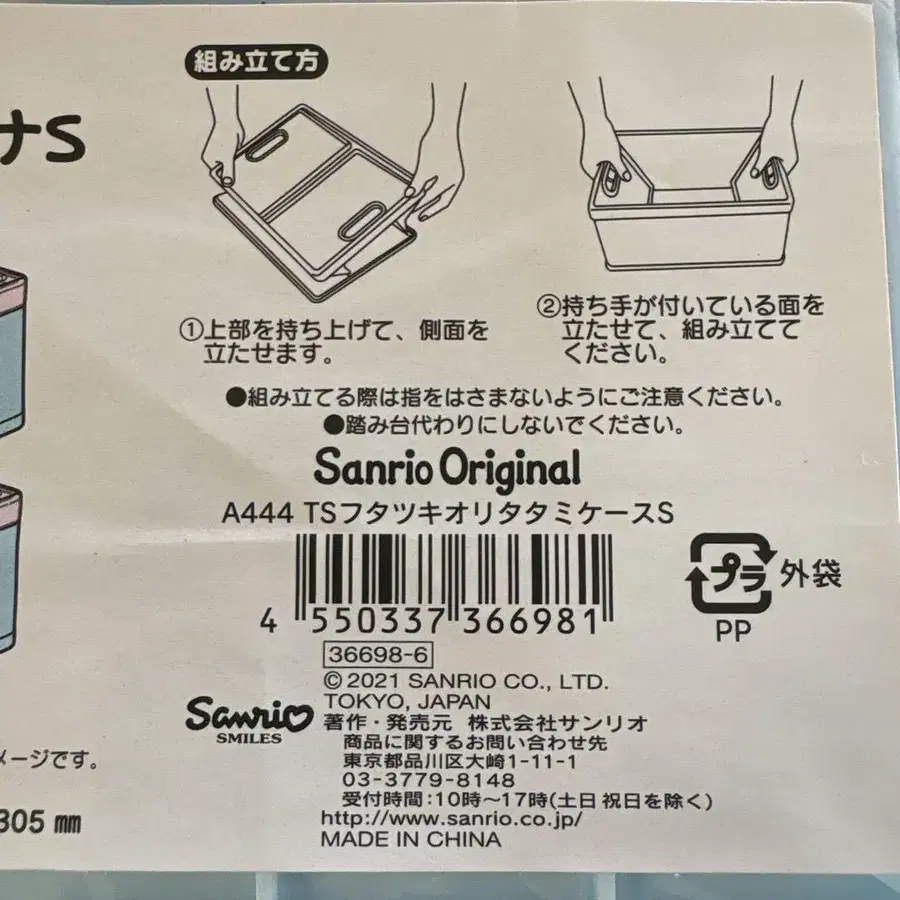 組み立て方
ナS
①上部を持ち上げて、側面を
立たせます。
②持ち手が付いている面を
立たせて、組み立てて
ください。
●組み立てる際は指をはさまないようにご注意ください。
●踏み台代わりにしないでください。
Sanrio Original
A444 TSフタツキオリタタミケースS
4 550337 366981
プラ 外袋
PP
36698-6
© 2021 SANRIO CO., LTD.
TOKYO, JAPAN
Sanrio
SMILES
著作・発売元 株式会社サンリオ
商品に関するお問い合わせ先
東京都品川区大崎1-11-1
03-3779-8148
受付時間:10時~17時(土日祝日を除く)
http://www.sanrio.co.jp/
MADE IN CHINA
メージです。
305 mm